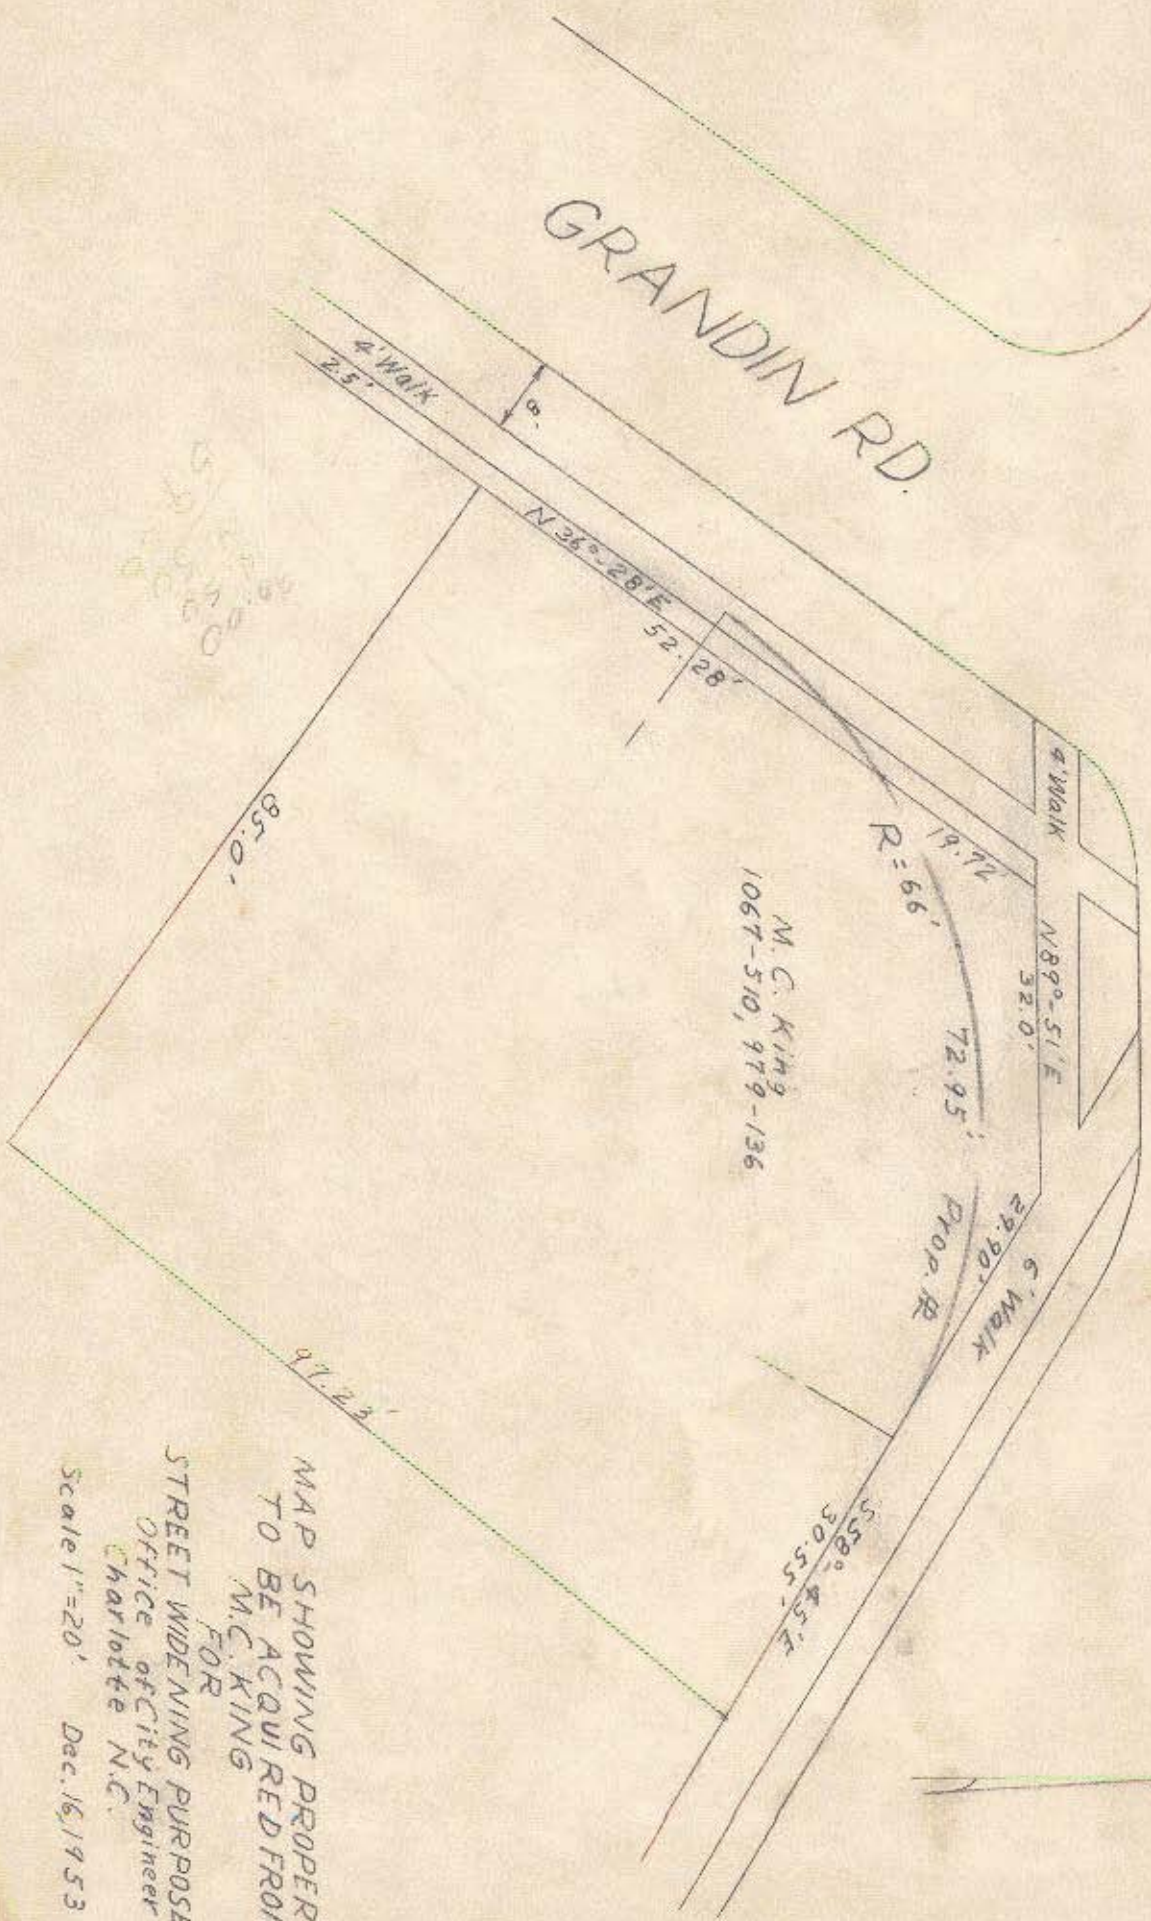 GRANDIN RD.
4' Walk
2.5'
8'
N 36°-28'E
52.28'
19.72
R=66'
4' Walk
N89°-51'E
32.0'
72.95'
Prop. ⅊
29.90'
6' Walk
M. C. King
1067-510, 979-136
85.0'
97.23'
S58°-45'E
30.55'
MAP SHOWING PROPER
TO BE ACQUIRED FROM
M.C. KING
FOR
STREET WIDENING PURPOSE
Office of City Engineer
Charlotte N.C.
Scale 1"=20' Dec. 16, 1953